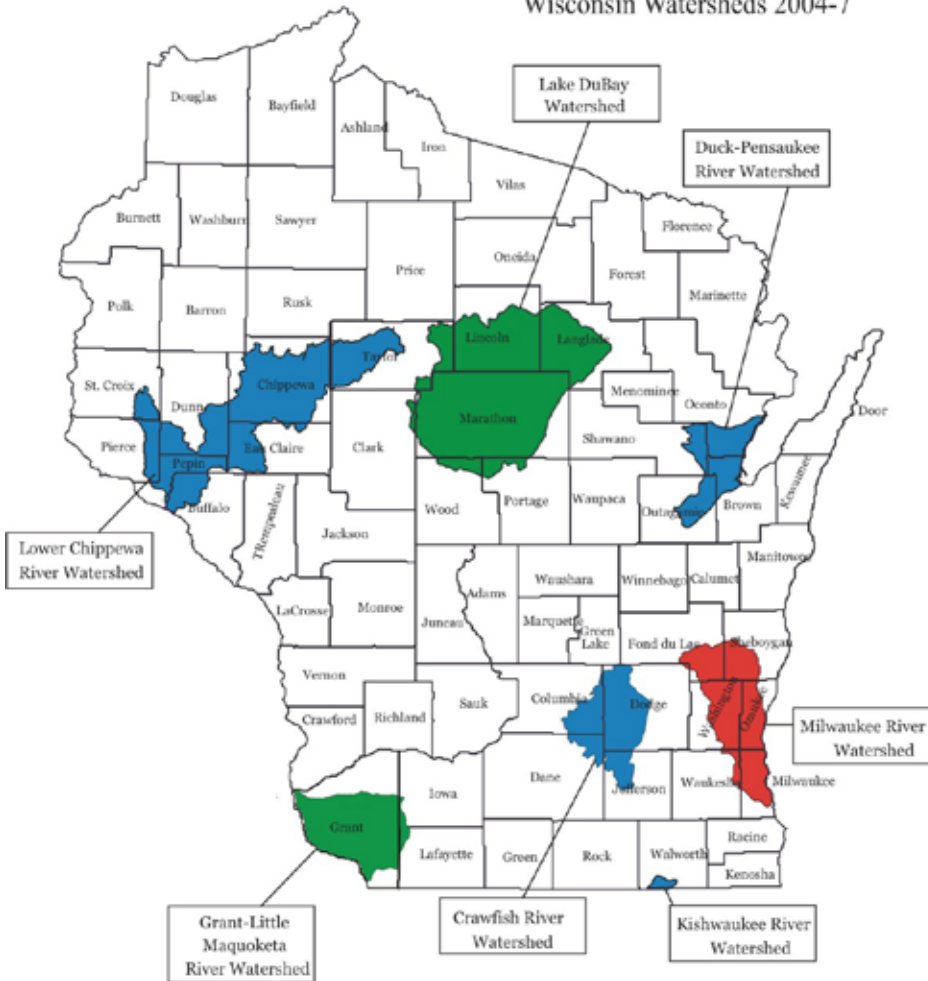 Wisconsin Watersheds 2004-7
Lake DuBay
Watershed
Duck-Pensaukee
River Watershed
Douglas
Bayfield
Ashland
Iron
Vilas
Burnett
Washburn
Sawyer
Florence
Price
Oneida
Forest
Marinette
Polk
Barron
Rusk
Lincoln
Langlade
Taylor
St. Croix
Dunn
Chippewa
Menominee
Oconto
Door
Marathon
Pierce
Pepin
Eau Claire
Clark
Shawano
Buffalo
TRempealeau
Jackson
Wood
Portage
Waupaca
Outagamie
Brown
Kewaunee
Lower Chippewa
River Watershed
Manitowoc
LaCrosse
Monroe
Juneau
Adams
Waushara
Winnebago
Calumet
Marquette
Green
Lake
Fond du Lac
Sheboygan
Vernon
Crawford
Richland
Sauk
Columbia
Dodge
Washington
Ozaukee
Milwaukee River
Watershed
Iowa
Dane
Jefferson
Waukesha
Milwaukee
Grant
Lafayette
Green
Rock
Walworth
Racine
Kenosha
Grant-Little
Maquoketa
River Watershed
Crawfish River
Watershed
Kishwaukee River
Watershed